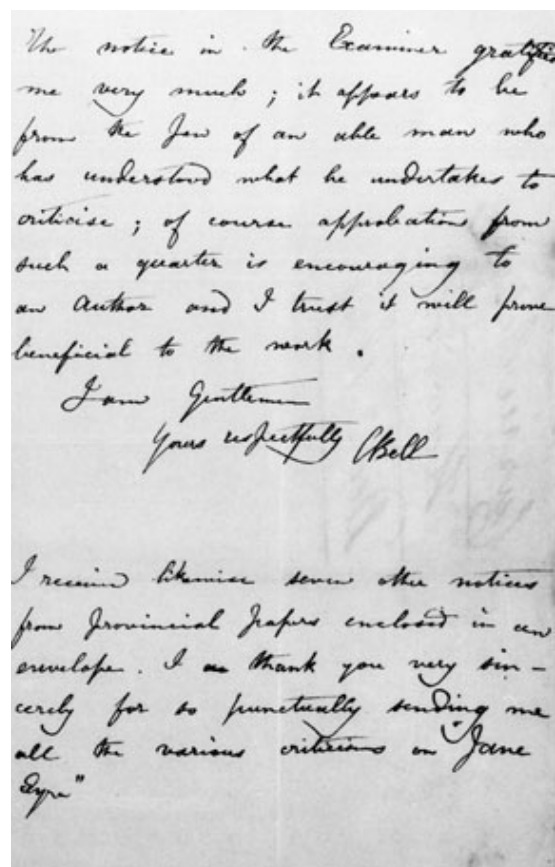 The notice in the Examiner gratified
me very much ; it appears to be
from the pen of an able man who
has understood what he undertakes to
criticise ; of course approbation from
such a quarter is encouraging to
an author and I trust it will prove
beneficial to the work .
I am Gentlemen
Yours respectfully CBell
I received likewise seven other notices
from provincial papers enclosed in an
envelope . I thank you very sin-
cerely for so punctually sending me
all the various criticisms on "Jane
Eyre"